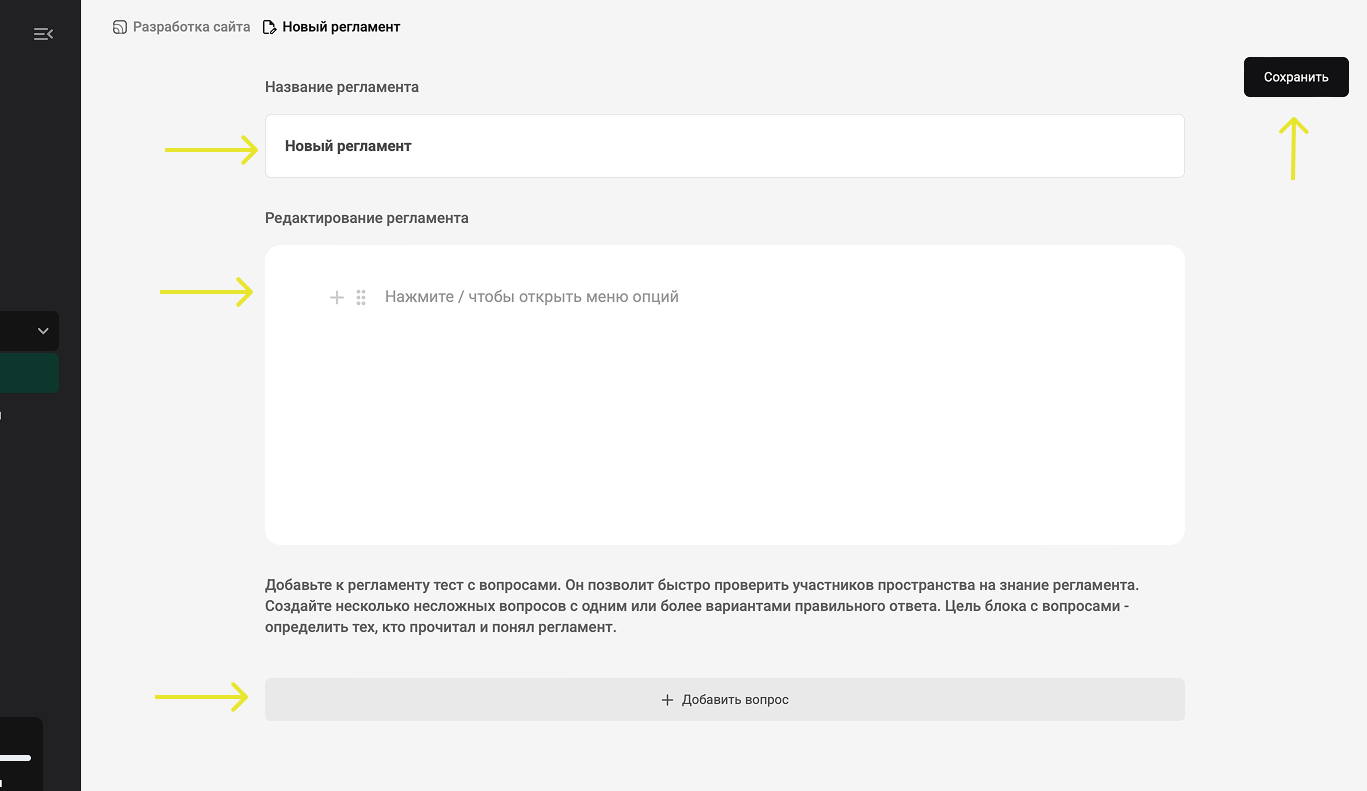 Разработка сайта Новый регламент
Сохранить
Название регламента
Новый регламент
Редактирование регламента
Нажмите / чтобы открыть меню опций
Добавьте к регламенту тест с вопросами. Он позволит быстро проверить участников пространства на знание регламента.
Создайте несколько несложных вопросов с одним или более вариантами правильного ответа. Цель блока с вопросами -
определить тех, кто прочитал и понял регламент.
Добавить вопрос